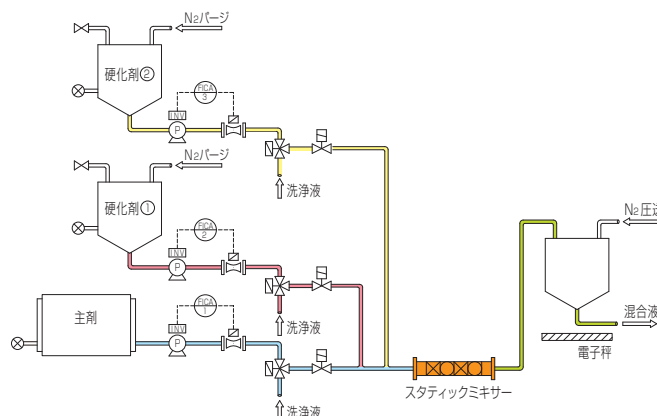 N₂パージ
硬化剤②
FICA
3
INV
P
洗浄液
N₂パージ
硬化剤①
FICA
2
INV
P
洗浄液
N₂圧送
主剤
FICA
1
INV
P
洗浄液
混合液
電子秤
スタティックミキサー